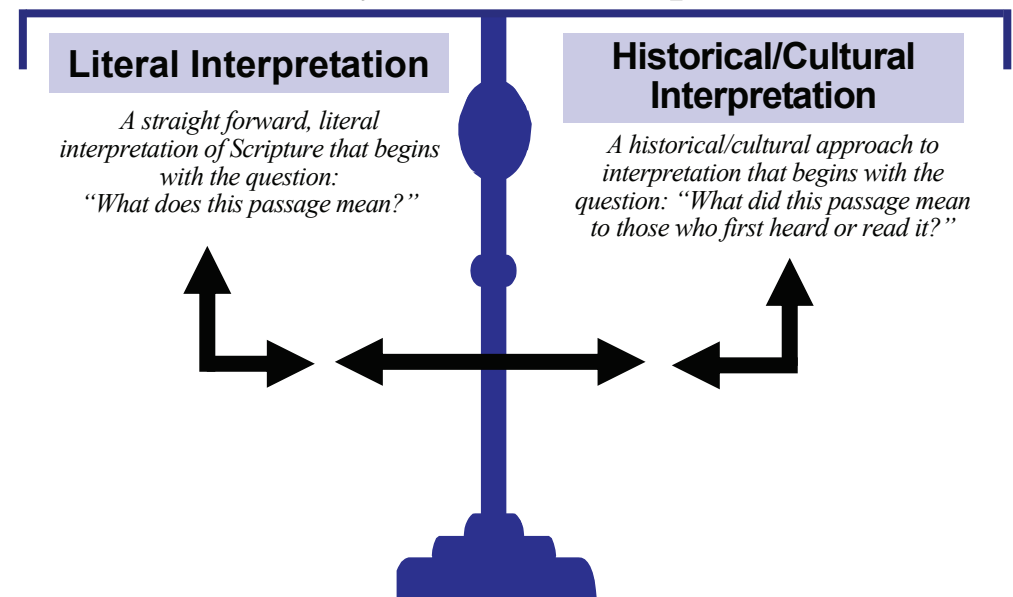 Literal Interpretation
A straight forward, literal
interpretation of Scripture that begins
with the question:
“What does this passage mean?”
Historical/Cultural
Interpretation
A historical/cultural approach to
interpretation that begins with the
question: “What did this passage mean
to those who first heard or read it?”